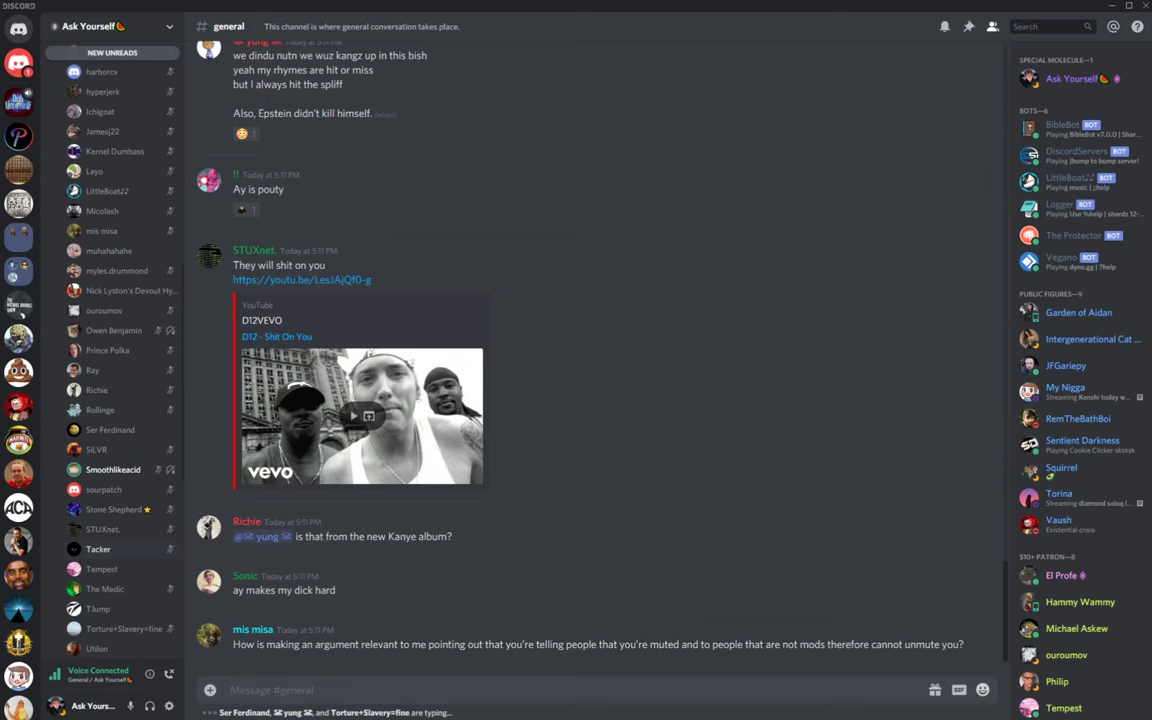 DISCORD
Ask Yourself
NEW UNREADS
harborcv
hyperjerk
Ichigoat
Jamesj22
Kernel Dumbass
Layo
LittleBoat♪♪
Micolash
mis misa
muhahahahe
myles.drummond
Nick Lyston's Devout Hy...
ouroumov
Owen Benjamin
Prince Polka
Ray
Richie
Rollinge
Ser Ferdinand
SiLVR
Smoothlikeacid
sourpatch
Stone Shepherd
STUXnet.
Tacker
Tempest
The Medic
TJump
Torture+Slavery=fine
Utilon
Voice Connected
General / Ask Yourself
Ask Yours...
# general
This channel is where general conversation takes place.
Search
yung Today at 5:11 PM
we dindu nutn we wuz kangz up in this bish
yeah my rhymes are hit or miss
but I always hit the spliff
Also, Epstein didn't kill himself. (edited)
1
!! Today at 5:11 PM
Ay is pouty
1
STUXnet. Today at 5:11 PM
They will shit on you
https://youtu.be/LesJAjQf0-g
YouTube
D12VEVO
D12 - Shit On You
vevo
Richie Today at 5:11 PM
@ yung is that from the new Kanye album?
Sonic Today at 5:11 PM
ay makes my dick hard
mis misa Today at 5:11 PM
How is making an argument relevant to me pointing out that you're telling people that you're muted and to people that are not mods therefore cannot unmute you?
Message #general
GIF
Ser Ferdinand, yung , and Torture+Slavery=fine are typing...
SPECIAL MOLECULE—1
Ask Yourself
BOTS—6
BibleBot BOT
Playing BibleBot v7.0.0 | Shar...
DiscordServers BOT
Playing !bump to bump server!
LittleBoat♪♪ BOT
Playing music | ;;help
Logger BOT
Playing Use %help | shards 12-...
The Protector BOT
Vegano BOT
Playing dyno.gg | ?help
PUBLIC FIGURES—9
Garden of Aidan
Intergenerational Cat ...
JFGariepy
My Nigga
Streaming Kenshi today w...
RemTheBathBoi
Sentient Darkness
Playing Cookie Clicker sksksk
Squirrel
Torina
Streaming diamond soloq l...
Vaush
Existential crisis
$10+ PATRON—8
El Profe
Hammy Wammy
Michael Askew
ouroumov
Philip
Tempest